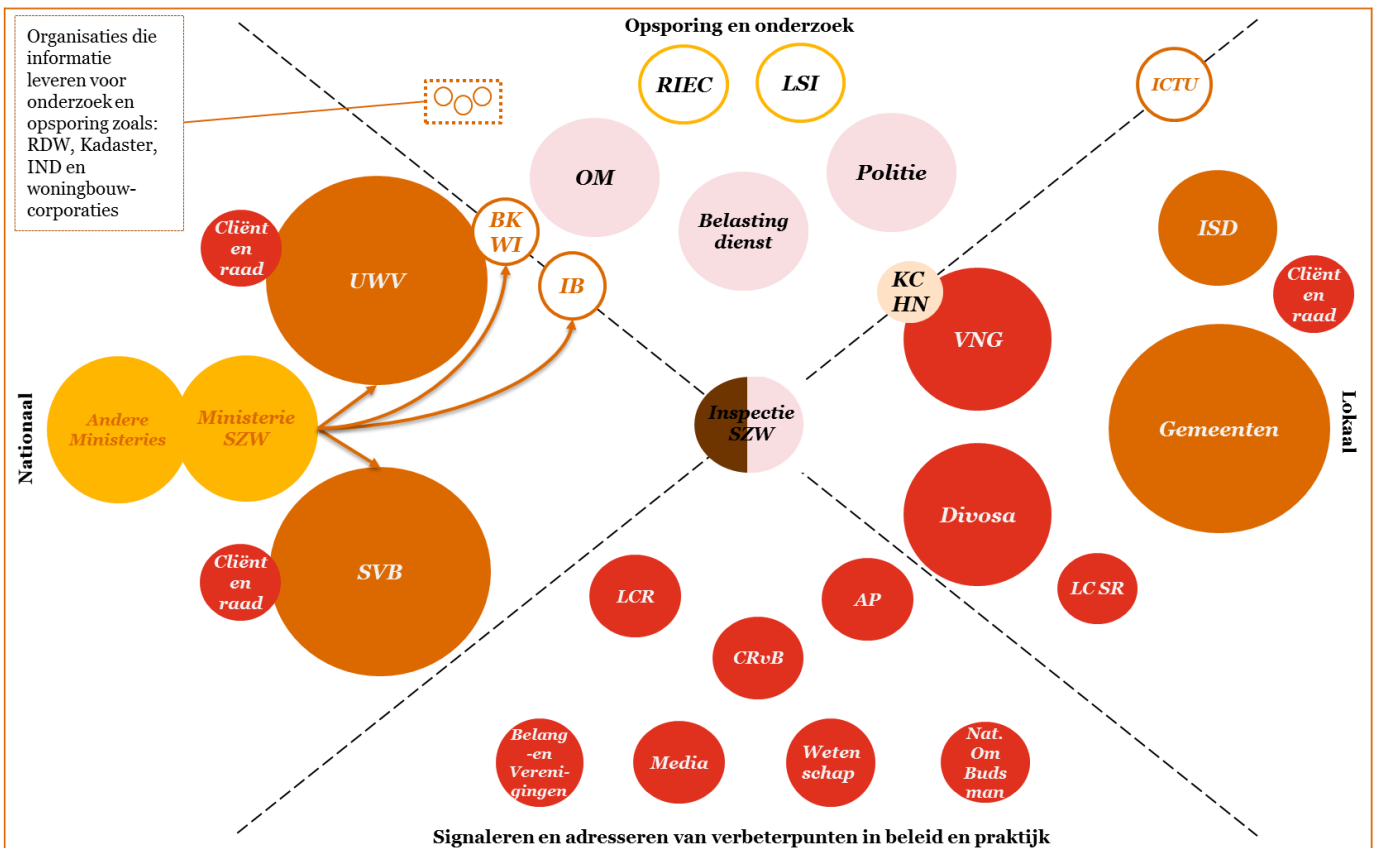 Opsporing en onderzoek
Organisaties die
informatie
leveren voor
onderzoek en
opsporing zoals:
RDW, Kadaster,
IND en
woningbouw-
corporaties
RIEC
LSI
ICTU
OM
Politie
Belasting
dienst
BK
WI
IB
Cliënt
en
raad
UWV
KC
HN
VNG
ISD
Cliënt
en
raad
Nationaal
Andere
Ministeries
Ministerie
SZW
Inspectie
SZW
Gemeenten
Lokaal
Divosa
Cliënt
en
raad
SVB
LCR
AP
LC SR
CRvB
Belang
-en
Vereni-
gingen
Media
Weten
schap
Nat.
Om
Buds
man
Signaleren en adresseren van verbeterpunten in beleid en praktijk